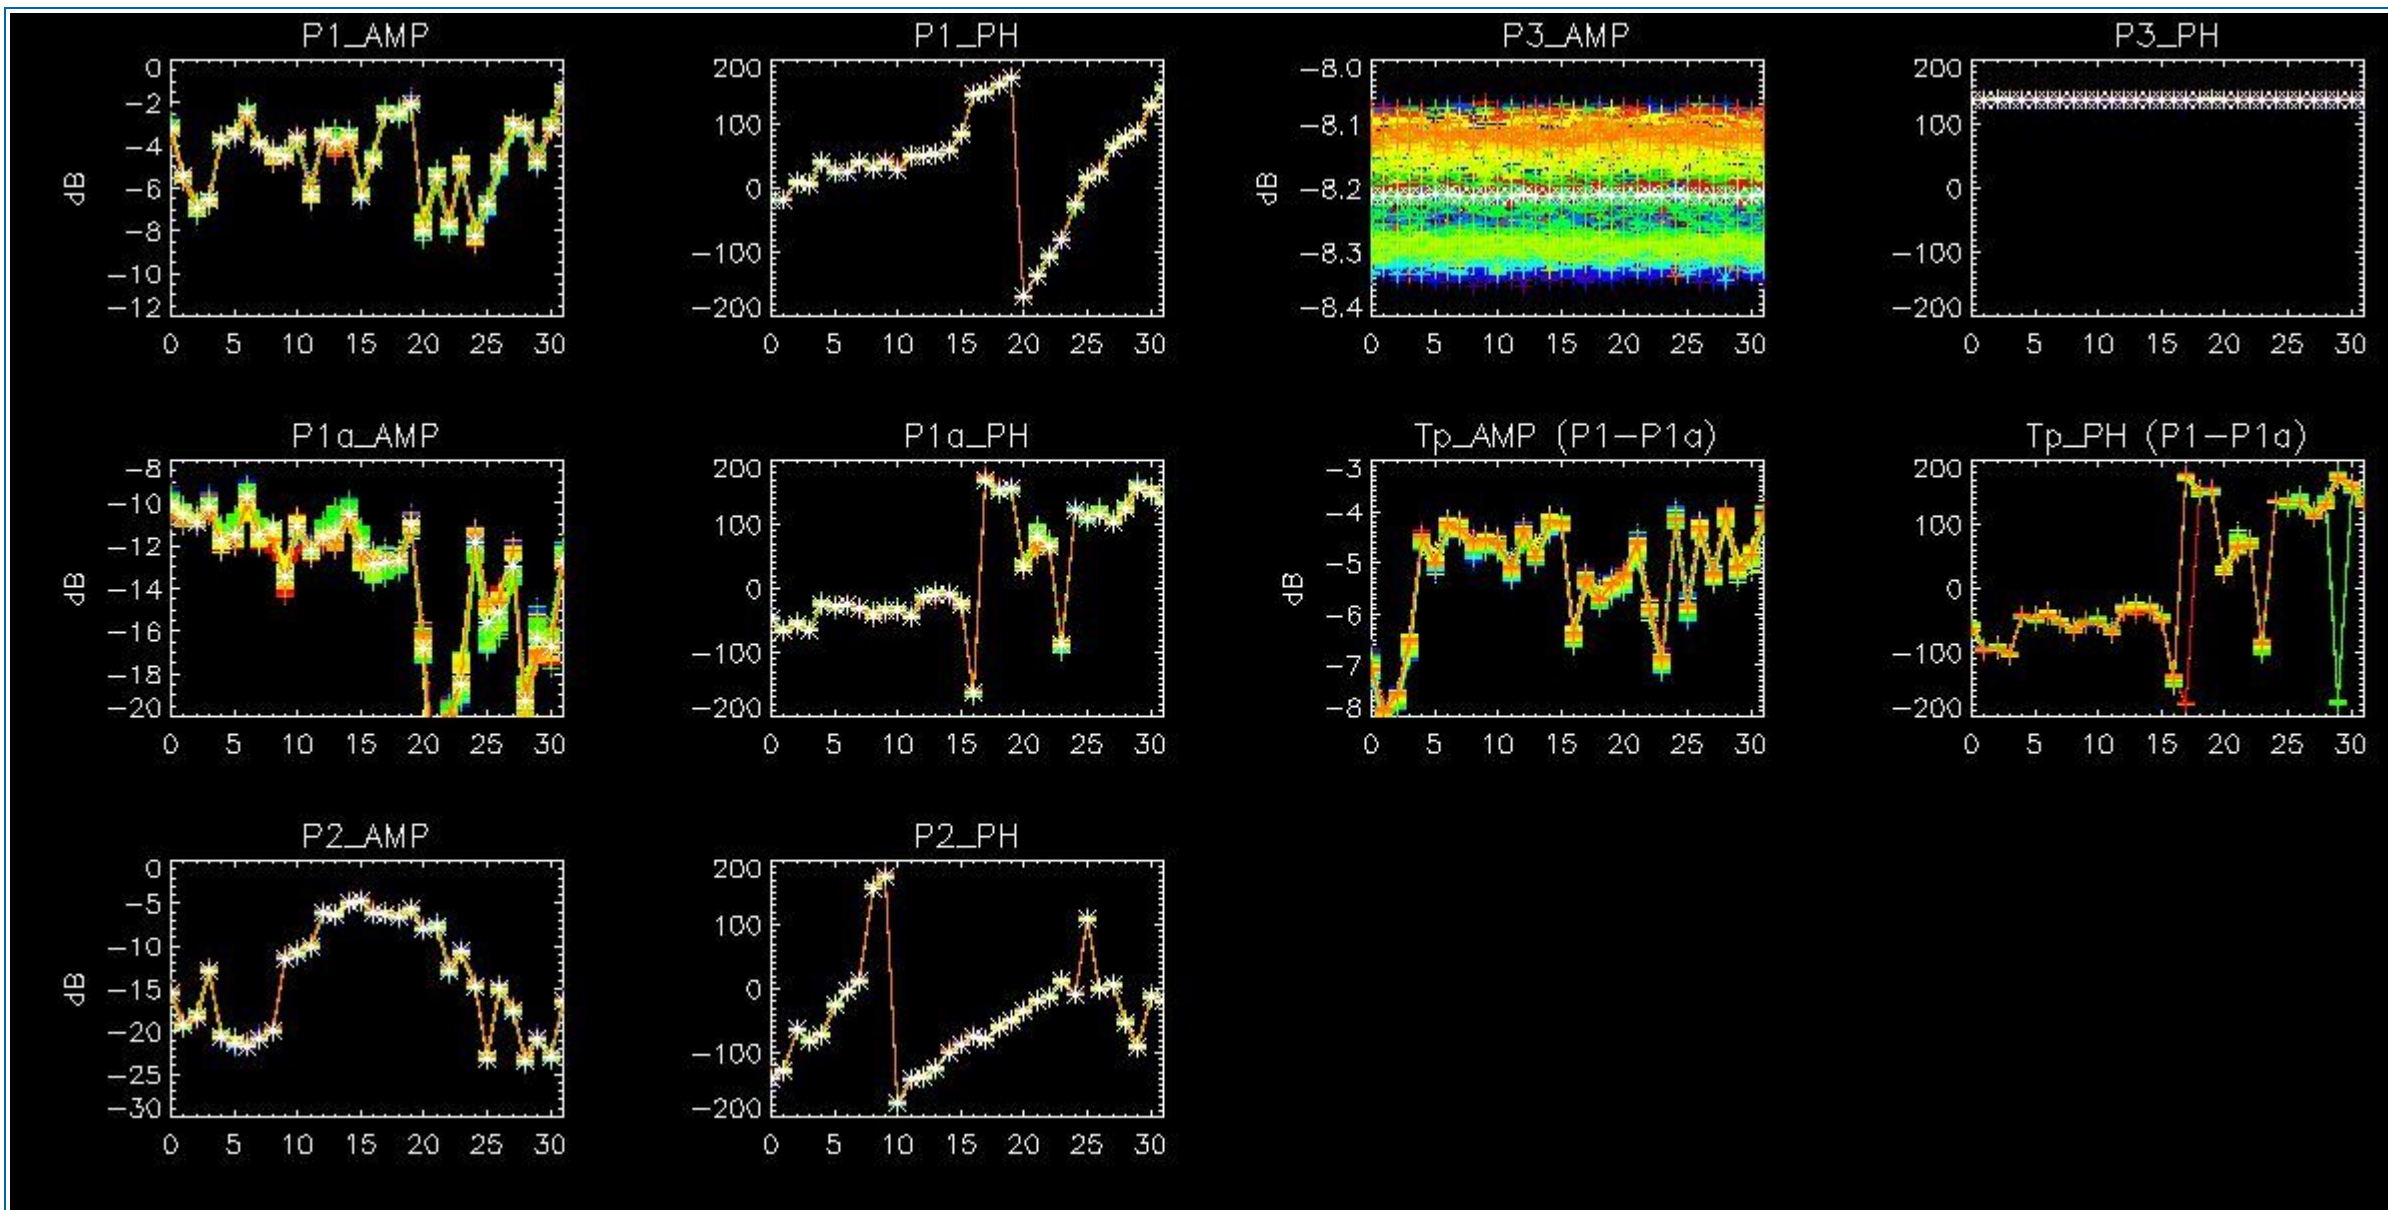 P1_AMP
0
−2
−4
−6
−8
−10
−12
dB
0 5 10 15 20 25 30
P1_PH
200
100
0
−100
−200
0 5 10 15 20 25 30
P3_AMP
−8.0
−8.1
−8.2
−8.3
−8.4
dB
0 5 10 15 20 25 30
P3_PH
200
100
0
−100
−200
0 5 10 15 20 25 30
P1a_AMP
−8
−10
−12
−14
−16
−18
−20
dB
0 5 10 15 20 25 30
P1a_PH
200
100
0
−100
−200
0 5 10 15 20 25 30
Tp_AMP (P1−P1a)
−3
−4
−5
−6
−7
−8
dB
0 5 10 15 20 25 30
Tp_PH (P1−P1a)
200
100
0
−100
−200
0 5 10 15 20 25 30
P2_AMP
0
−5
−10
−15
−20
−25
−30
dB
0 5 10 15 20 25 30
P2_PH
200
100
0
−100
−200
0 5 10 15 20 25 30